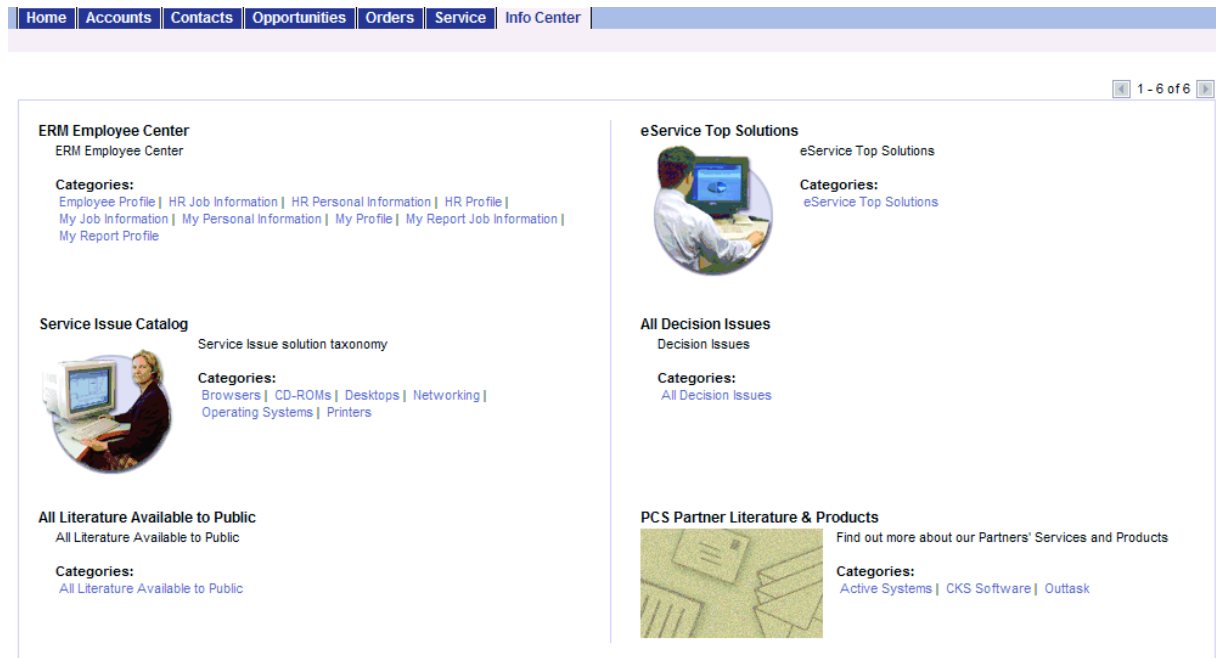 Home Accounts Contacts Opportunities Orders Service Info Center
1 - 6 of 6
ERM Employee Center
ERM Employee Center
Categories:
Employee Profile | HR Job Information | HR Personal Information | HR Profile |
My Job Information | My Personal Information | My Profile | My Report Job Information |
My Report Profile
eService Top Solutions
eService Top Solutions
Categories:
eService Top Solutions
Service Issue Catalog
Service Issue solution taxonomy
Categories:
Browsers | CD-ROMs | Desktops | Networking |
Operating Systems | Printers
All Decision Issues
Decision Issues
Categories:
All Decision Issues
All Literature Available to Public
All Literature Available to Public
Categories:
All Literature Available to Public
PCS Partner Literature & Products
Find out more about our Partners' Services and Products
Categories:
Active Systems | CKS Software | Outtask